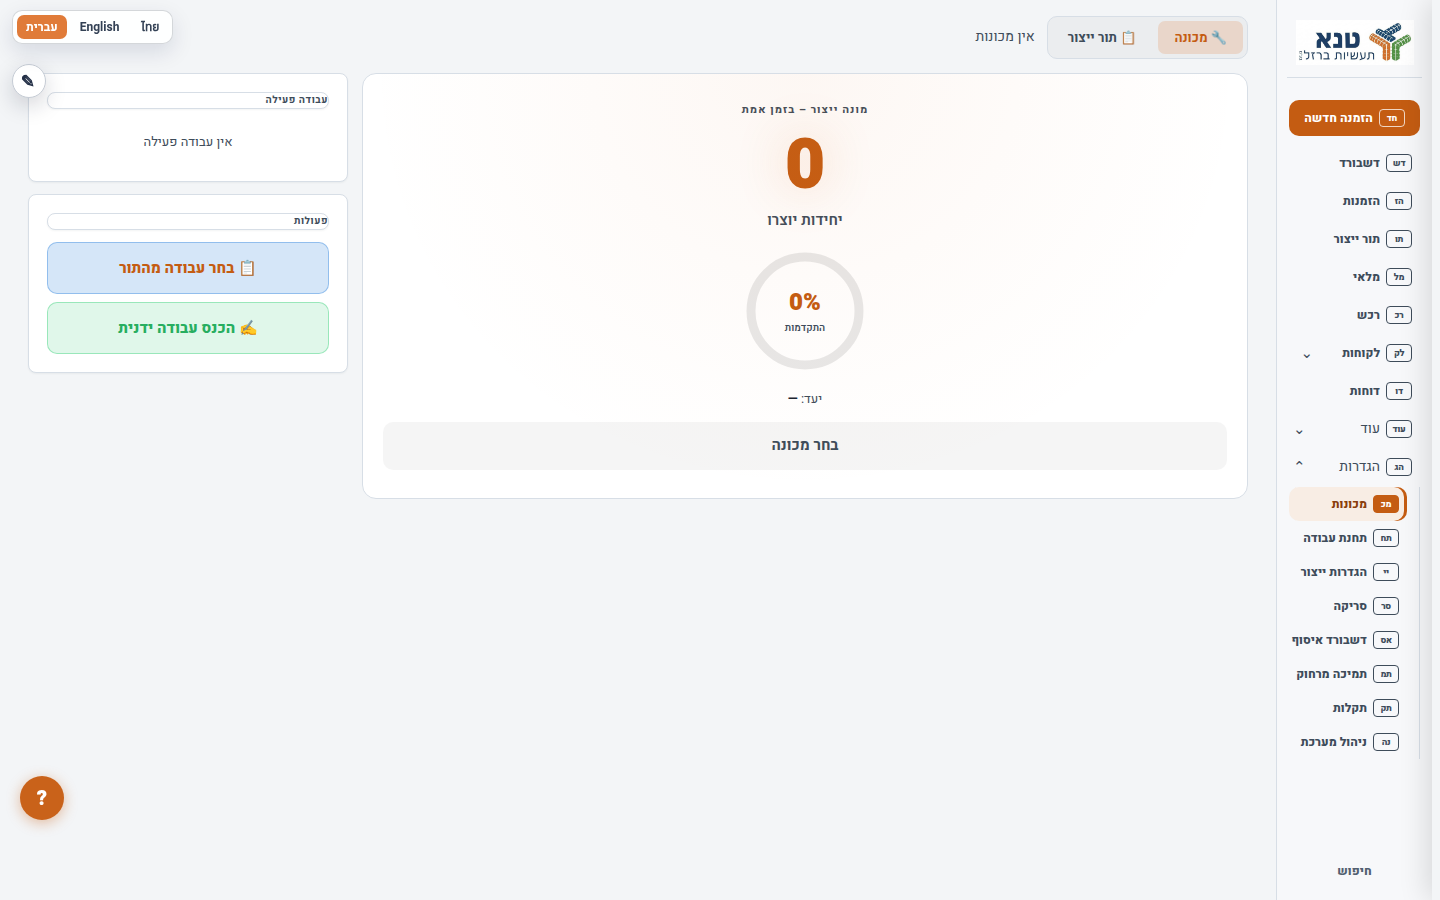 טנא
תעשיות ברזל
חד הזמנה חדשה
דש דשבורד
הז הזמנות
תו תור ייצור
מל מלאי
רכ רכש
לק לקוחות
דו דוחות
עוד עוד
הג הגדרות
מכ מכונות
תח תחנת עבודה
יי הגדרות ייצור
סר סריקה
אס דשבורד איסוף
תמ תמיכה מרחוק
תק תקלות
נה ניהול מערכת
חיפוש
🔧 מכונה
📋 תור ייצור
אין מכונות
עברית English ไทย
מונה ייצור – בזמן אמת
0
יחידות יוצרו
0%
התקדמות
יעד: —
בחר מכונה
עבודה פעילה
אין עבודה פעילה
פעולות
📋 בחר עבודה מהתור
✍️ הכנס עבודה ידנית
?